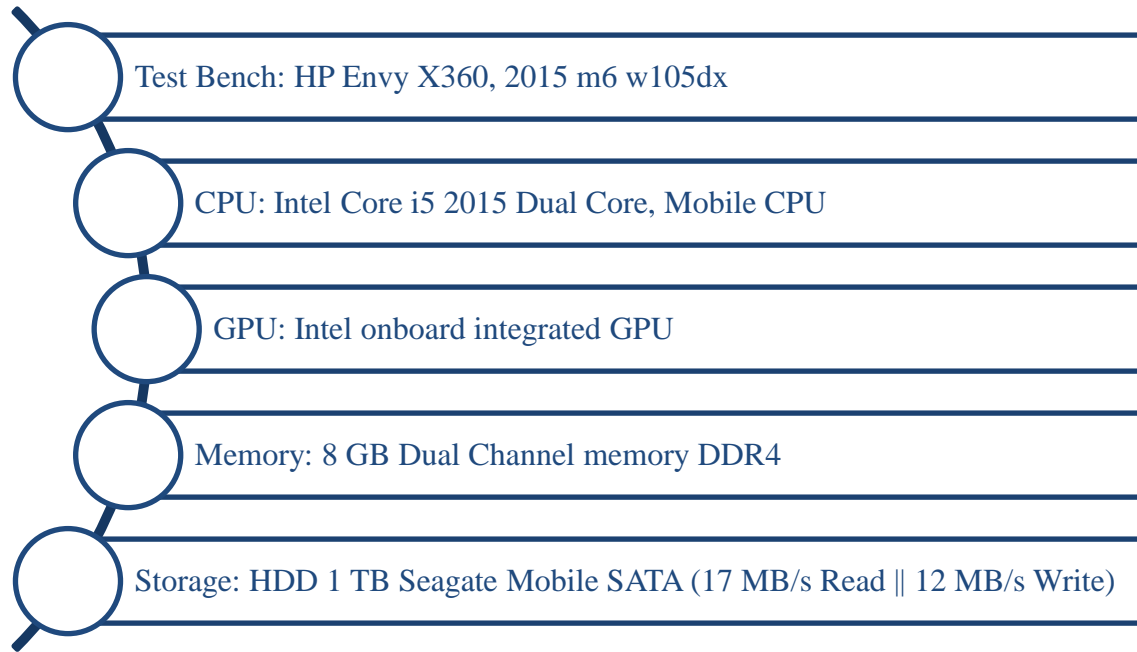 Test Bench: HP Envy X360, 2015 m6 w105dx
CPU: Intel Core i5 2015 Dual Core, Mobile CPU
GPU: Intel onboard integrated GPU
Memory: 8 GB Dual Channel memory DDR4
Storage: HDD 1 TB Seagate Mobile SATA (17 MB/s Read || 12 MB/s Write)